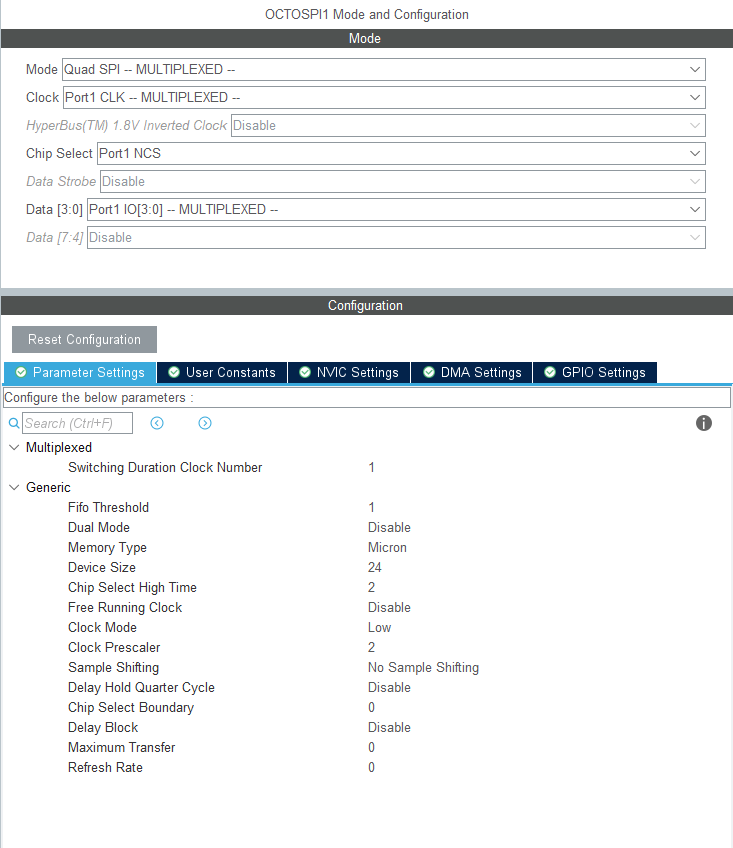 OCTOSPI1 Mode and Configuration
Mode
Mode Quad SPI -- MULTIPLEXED --
Clock Port1 CLK -- MULTIPLEXED --
HyperBus(TM) 1.8V Inverted Clock Disable
Chip Select Port1 NCS
Data Strobe Disable
Data [3:0] Port1 IO[3:0] -- MULTIPLEXED --
Data [7:4] Disable
Configuration
Reset Configuration
Parameter Settings User Constants NVIC Settings DMA Settings GPIO Settings
Configure the below parameters :
Search (Ctrl+F)
Multiplexed
Switching Duration Clock Number 1
Generic
Fifo Threshold 1
Dual Mode Disable
Memory Type Micron
Device Size 24
Chip Select High Time 2
Free Running Clock Disable
Clock Mode Low
Clock Prescaler 2
Sample Shifting No Sample Shifting
Delay Hold Quarter Cycle Disable
Chip Select Boundary 0
Delay Block Disable
Maximum Transfer 0
Refresh Rate 0